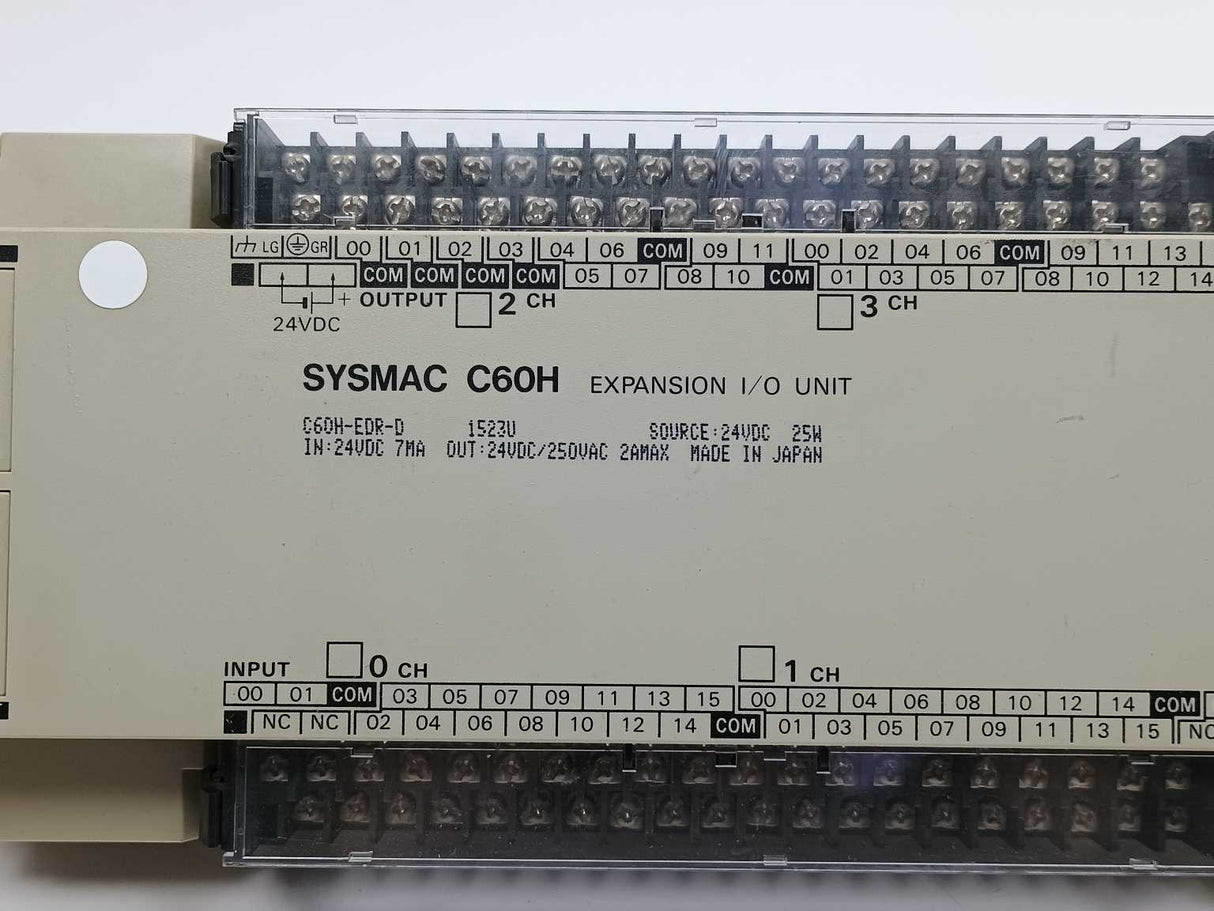 LG GR 00 01 02 03 04 06 COM 09 11 00 02 04 06 COM 09 11 13
COM COM COM COM 05 07 08 10 COM 01 03 05 07 08 10 12 14
+ OUTPUT 2 CH 3 CH
24VDC
SYSMAC C60H EXPANSION I/O UNIT
C60H-EDR-D 1523U SOURCE:24VDC 25W
IN:24VDC 7MA OUT:24VDC/250VAC 2AMAX MADE IN JAPAN
INPUT 0 CH 1 CH
00 01 COM 03 05 07 09 11 13 15 00 02 04 06 08 10 12 14 COM
NC NC 02 04 06 08 10 12 14 COM 01 03 05 07 09 11 13 15 NC